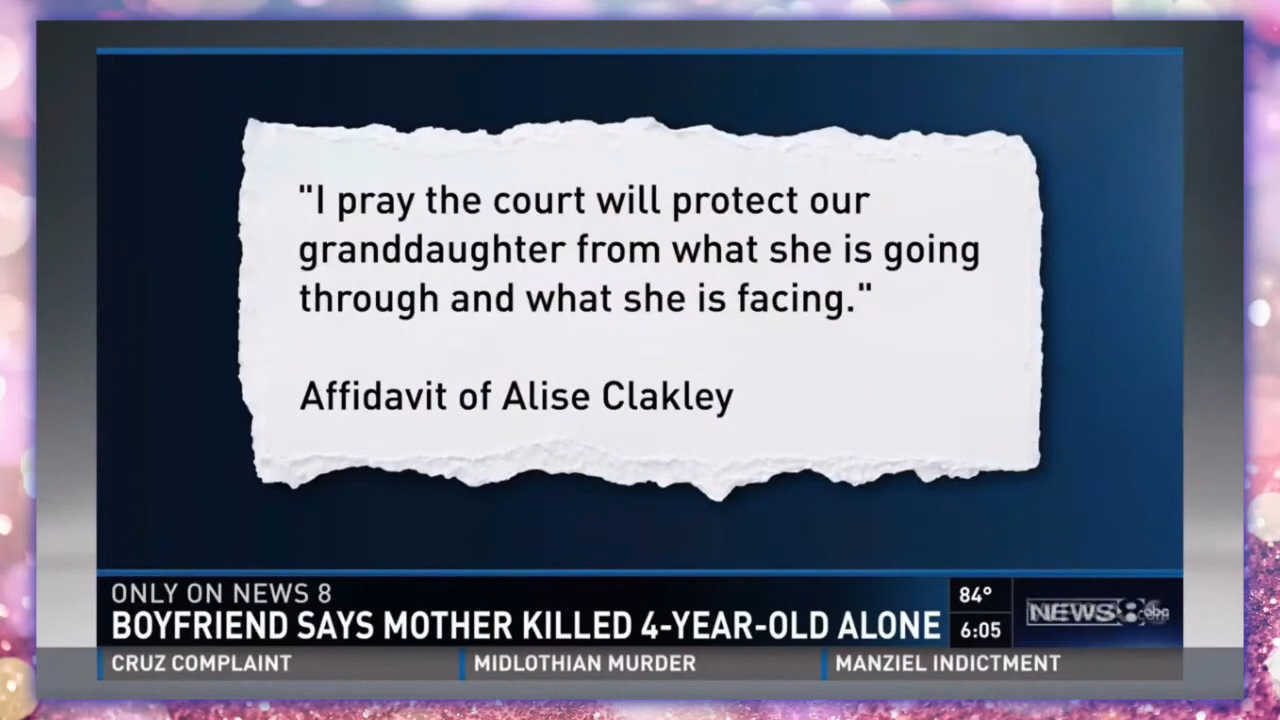 "I pray the court will protect our
granddaughter from what she is going
through and what she is facing."
Affidavit of Alise Clakley
ONLY ON NEWS 8
BOYFRIEND SAYS MOTHER KILLED 4-YEAR-OLD ALONE
84°
6:05
NEWS 8 abc
CRUZ COMPLAINT
MIDLOTHIAN MURDER
MANZIEL INDICTMENT